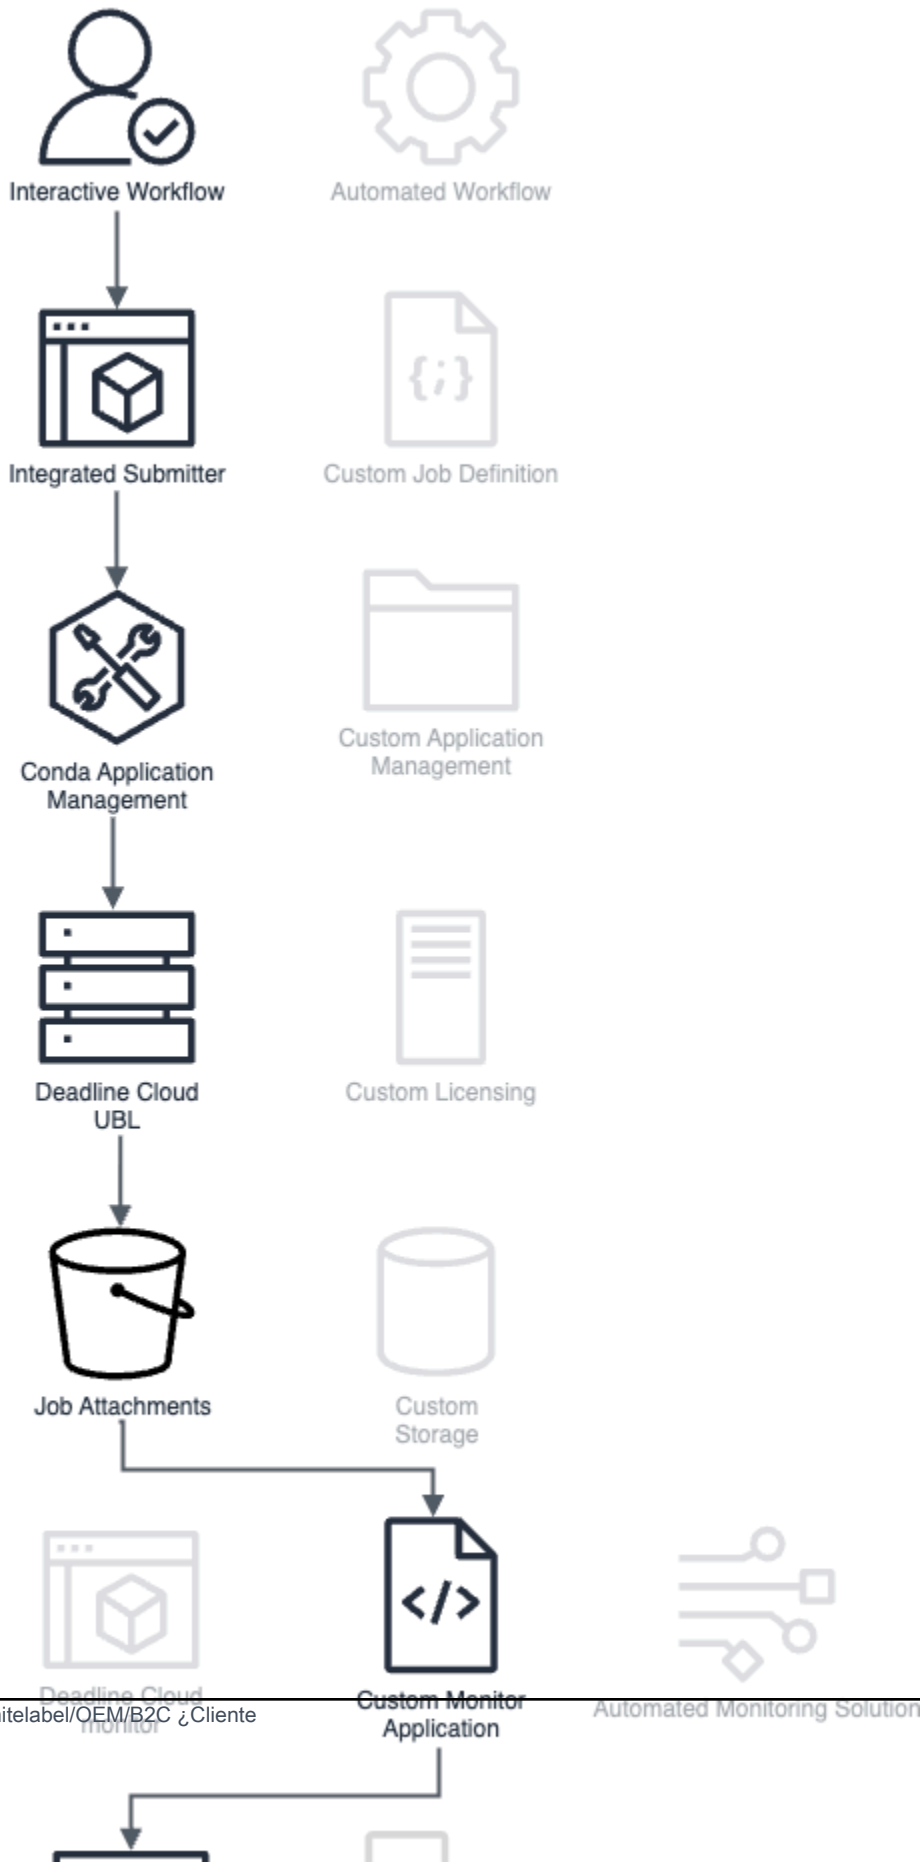 Interactive Workflow
Automated Workflow
Integrated Submitter
{;}
Custom Job Definition
Conda Application
Management
Custom Application
Management
Deadline Cloud
UBL
Custom Licensing
Job Attachments
Custom
Storage
</>
Deadline Cloud
monitor
itelabel/OEM/B2C ¿Cliente
Custom Monitor
Application
Automated Monitoring Solution